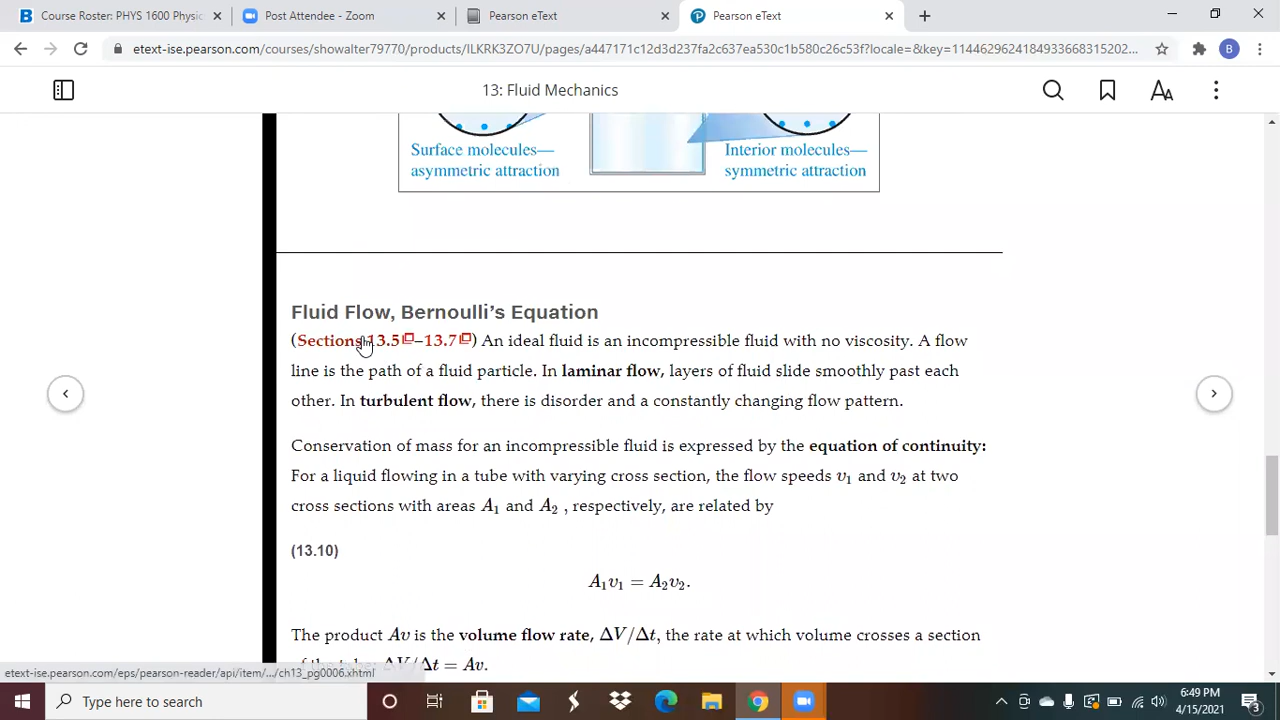 Course Roster: PHYS 1600 Physic
Post Attendee - Zoom
Pearson eText
Pearson eText
etext-ise.pearson.com/courses/showalter79770/products/ILKRK3ZO7U/pages/a447171c12d3d237fa2c637ea530c1b580c26c53f?locale=&key=1144629624184933668315202...
B
13: Fluid Mechanics
Surface molecules—
asymmetric attraction
Interior molecules—
symmetric attraction
Fluid Flow, Bernoulli's Equation
(Sections 13.5–13.7) An ideal fluid is an incompressible fluid with no viscosity. A flow
line is the path of a fluid particle. In laminar flow, layers of fluid slide smoothly past each
other. In turbulent flow, there is disorder and a constantly changing flow pattern.
Conservation of mass for an incompressible fluid is expressed by the equation of continuity:
For a liquid flowing in a tube with varying cross section, the flow speeds v₁ and v₂ at two
cross sections with areas A₁ and A₂ , respectively, are related by
(13.10)
A₁v₁ = A₂v₂.
The product Av is the volume flow rate, ΔV/Δt, the rate at which volume crosses a section
of the tube: ΔV/Δt = Av.
etext-ise.pearson.com/eps/pearson-reader/api/item/.../ch13_pg0006.xhtml
Type here to search
6:49 PM
4/15/2021
3